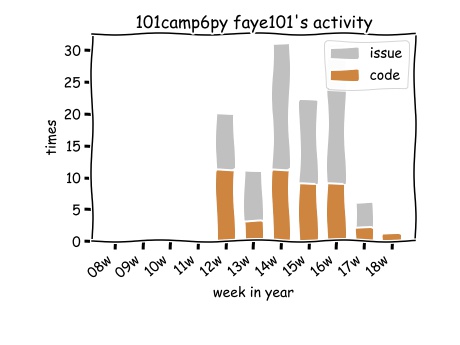 101camp6py faye101's activity
issue
code
times
30
25
20
15
10
5
0
08w 09w 10w 11w 12w 13w 14w 15w 16w 17w 18w
week in year